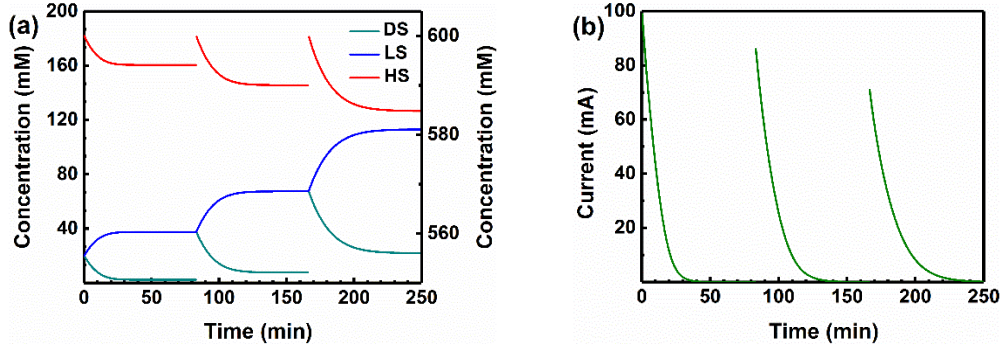 (a)
Concentration (mM)
200
160
120
80
40
DS
LS
HS
600
580
560
Concentration (mM)
0 50 100 150 200 250
Time (min)
(b)
Current (mA)
100
80
60
40
20
0 50 100 150 200 250
Time (min)